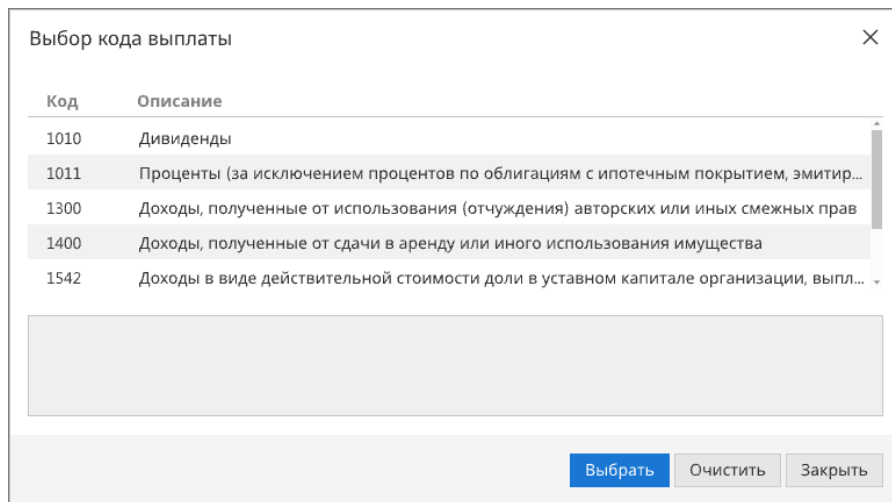 Выбор кода выплаты
Код Описание
1010 Дивиденды
1011 Проценты (за исключением процентов по облигациям с ипотечным покрытием, эмитир...
1300 Доходы, полученные от использования (отчуждения) авторских или иных смежных прав
1400 Доходы, полученные от сдачи в аренду или иного использования имущества
1542 Доходы в виде действительной стоимости доли в уставном капитале организации, выпл...
Выбрать Очистить Закрыть